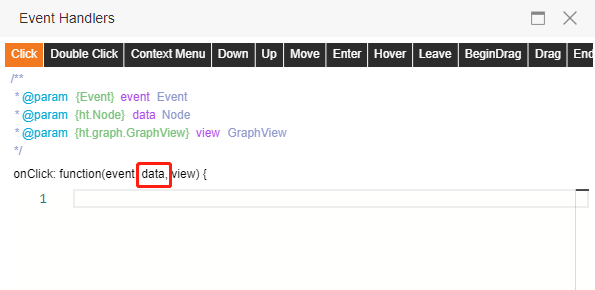 Event Handlers
Click Double Click Context Menu Down Up Move Enter Hover Leave BeginDrag Drag End
/**
* @param {Event} event Event
* @param {ht.Node} data Node
* @param {ht.graph.GraphView} view GraphView
*/
onClick: function(event, data, view) {
1